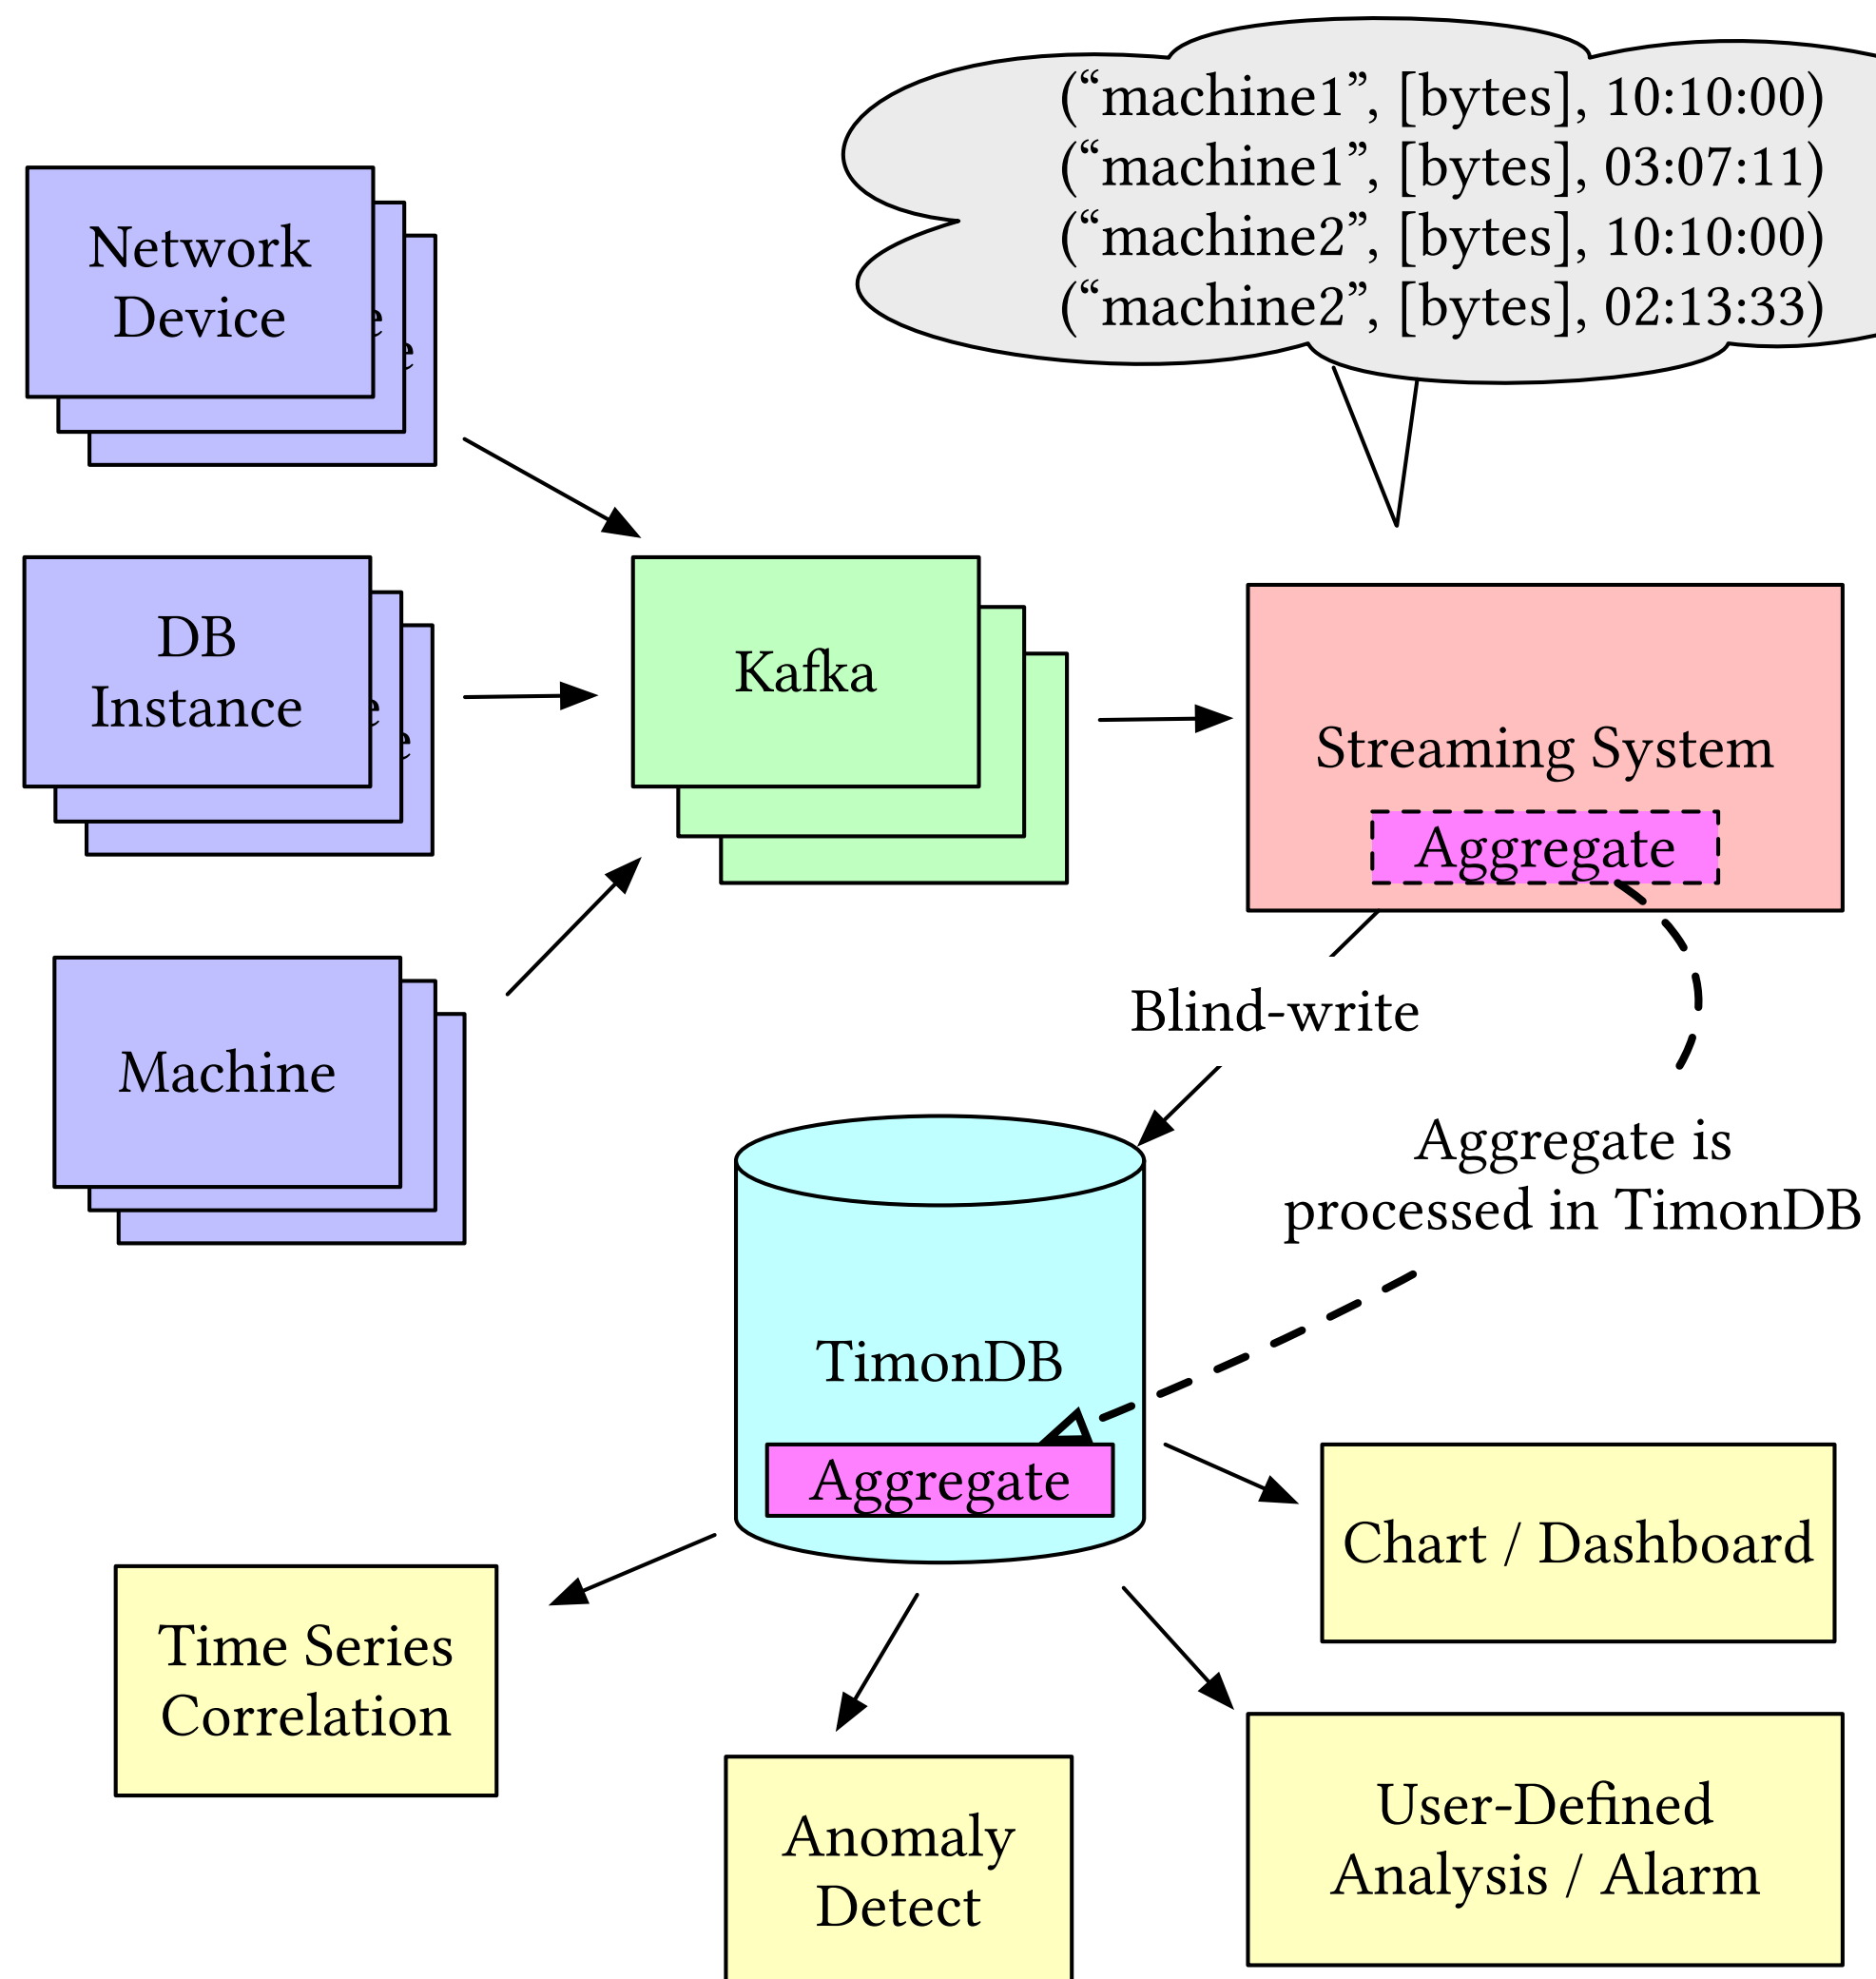 (“machine1”, [bytes], 10:10:00)
(“machine1”, [bytes], 03:07:11)
(“machine2”, [bytes], 10:10:00)
(“machine2”, [bytes], 02:13:33)
Network
Device
e
e
DB
Instance
e
e
Kafka
Streaming System
Aggregate
Machine
Blind-write
Aggregate is
processed in TimonDB
TimonDB
Aggregate
Chart / Dashboard
Time Series
Correlation
Anomaly
Detect
User-Defined
Analysis / Alarm